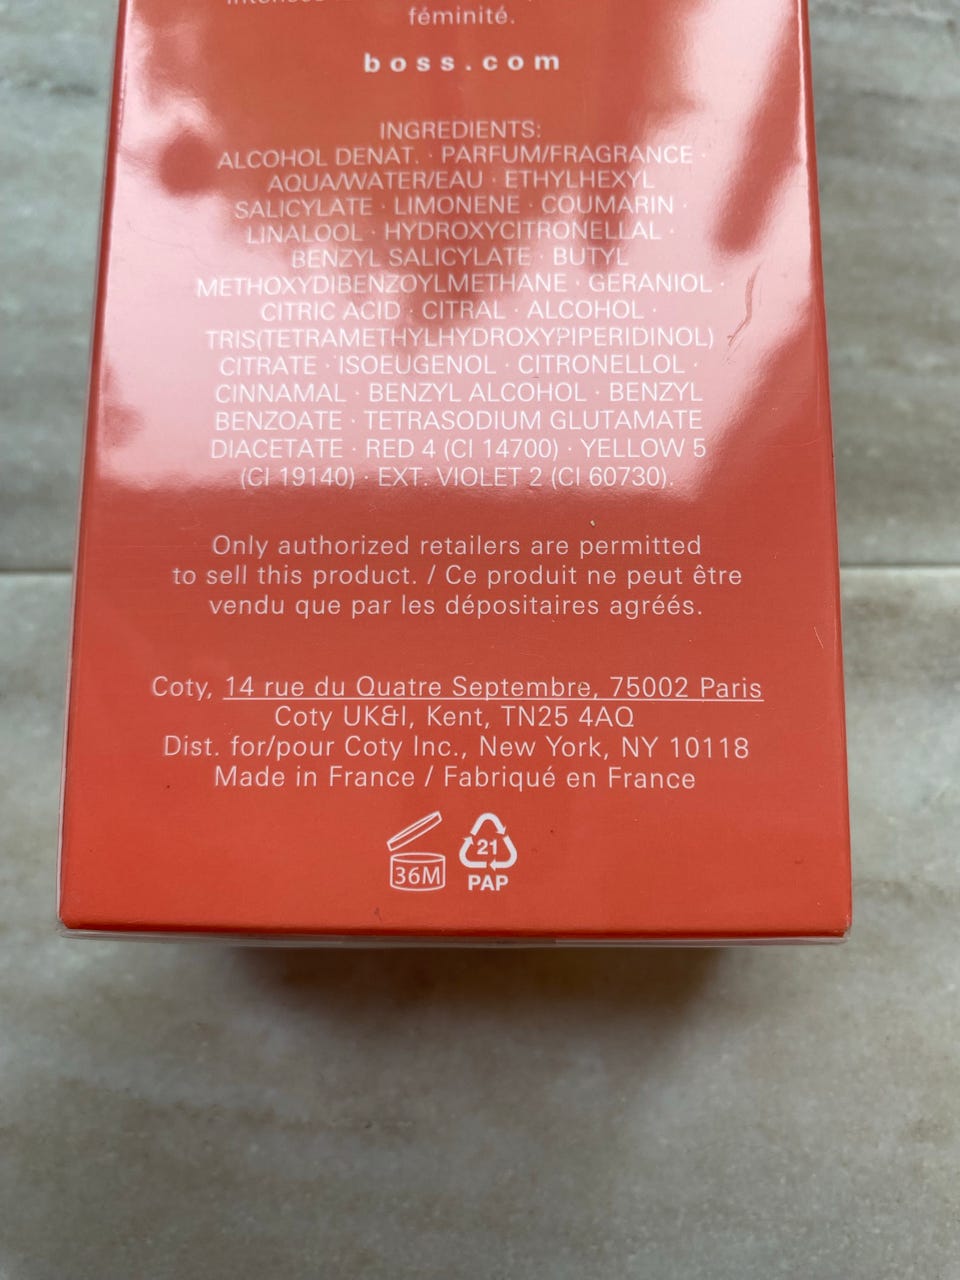 féminité.
boss.com
INGREDIENTS:
ALCOHOL DENAT. · PARFUM/FRAGRANCE ·
AQUA/WATER/EAU · ETHYLHEXYL
SALICYLATE · LIMONENE · COUMARIN ·
LINALOOL · HYDROXYCITRONELLAL ·
BENZYL SALICYLATE · BUTYL
METHOXYDIBENZOYLMETHANE · GERANIOL ·
CITRIC ACID · CITRAL · ALCOHOL ·
TRIS(TETRAMETHYLHYDROXYPIPERIDINOL)
CITRATE · ISOEUGENOL · CITRONELLOL ·
CINNAMAL · BENZYL ALCOHOL · BENZYL
BENZOATE · TETRASODIUM GLUTAMATE
DIACETATE · RED 4 (CI 14700) · YELLOW 5
(CI 19140) · EXT. VIOLET 2 (CI 60730).
Only authorized retailers are permitted
to sell this product. / Ce produit ne peut être
vendu que par les dépositaires agréés.
Coty, 14 rue du Quatre Septembre, 75002 Paris
Coty UK&I, Kent, TN25 4AQ
Dist. for/pour Coty Inc., New York, NY 10118
Made in France / Fabriqué en France
36M
21
PAP